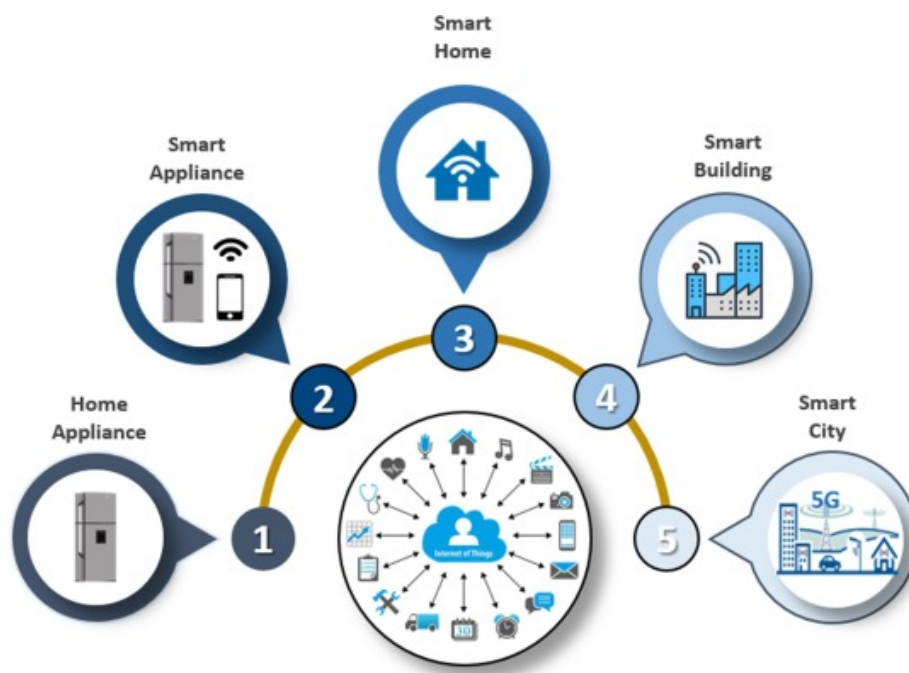 Smart
Home
Smart
Appliance
Smart
Building
3
2
4
Home
Appliance
Smart
City
1
Internet of Things
30
5
5G